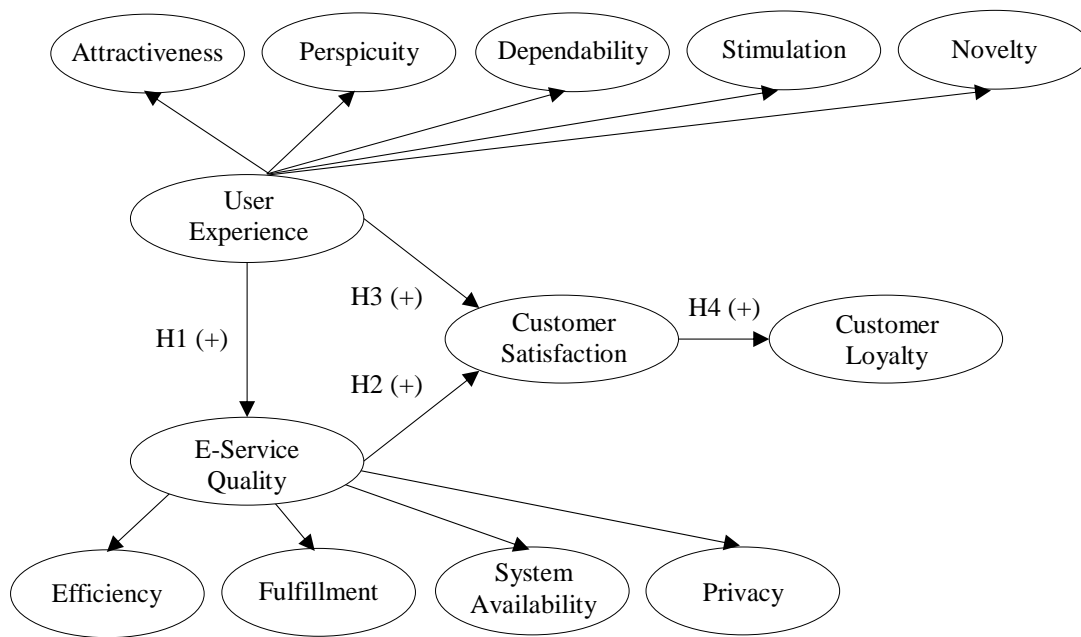 Attractiveness
Perspicuity
Dependability
Stimulation
Novelty
User
Experience
H3 (+)
H1 (+)
H4 (+)
Customer
Satisfaction
Customer
Loyalty
H2 (+)
E-Service
Quality
Efficiency
Fulfillment
System
Availability
Privacy